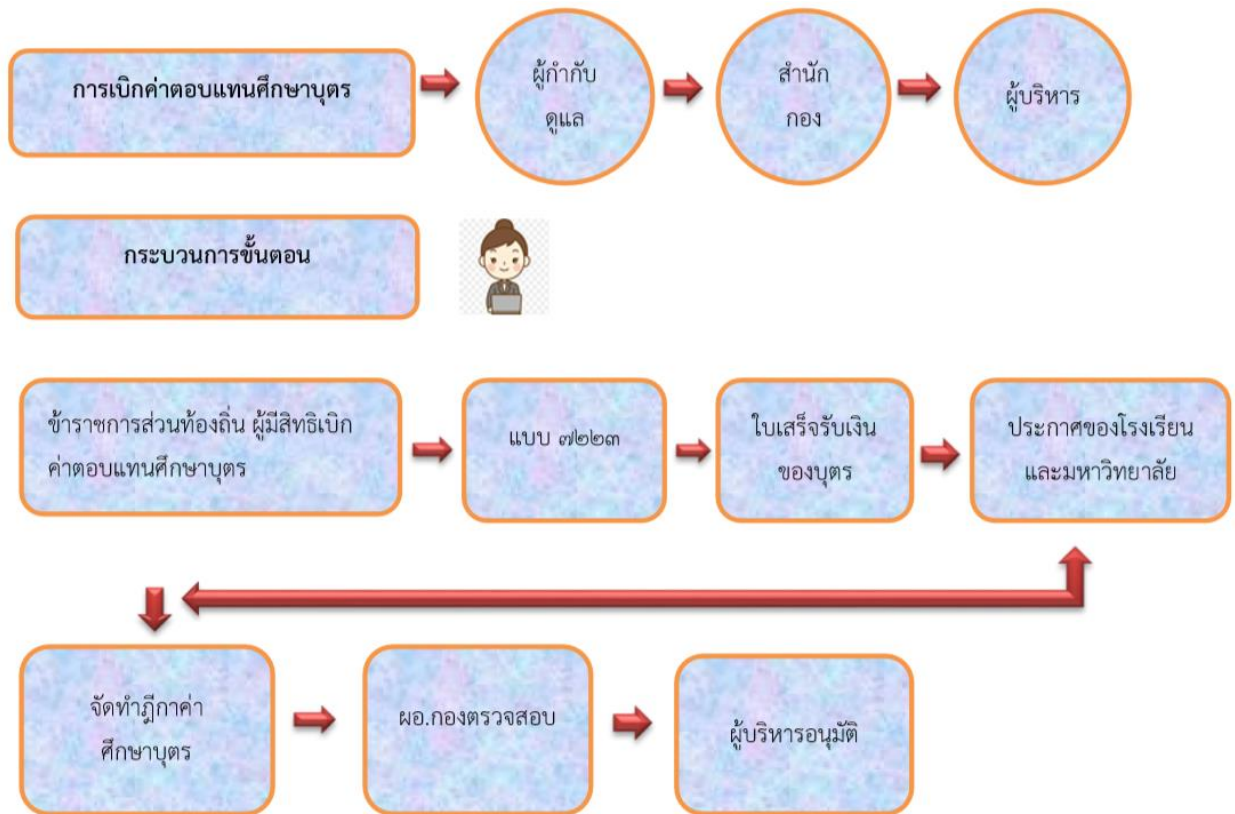 การเบิกค่าตอบแทนศึกษาบุตร
ผู้กำกับ
ดูแล
สำนัก
กอง
ผู้บริหาร
กระบวนการขั้นตอน
ข้าราชการส่วนท้องถิ่น ผู้มีสิทธิเบิก
ค่าตอบแทนศึกษาบุตร
แบบ ๗๒๒๓
ใบเสร็จรับเงิน
ของบุตร
ประกาศของโรงเรียน
และมหาวิทยาลัย
จัดทำฎีกาค่า
ศึกษาบุตร
ผอ.กองตรวจสอบ
ผู้บริหารอนุมัติ